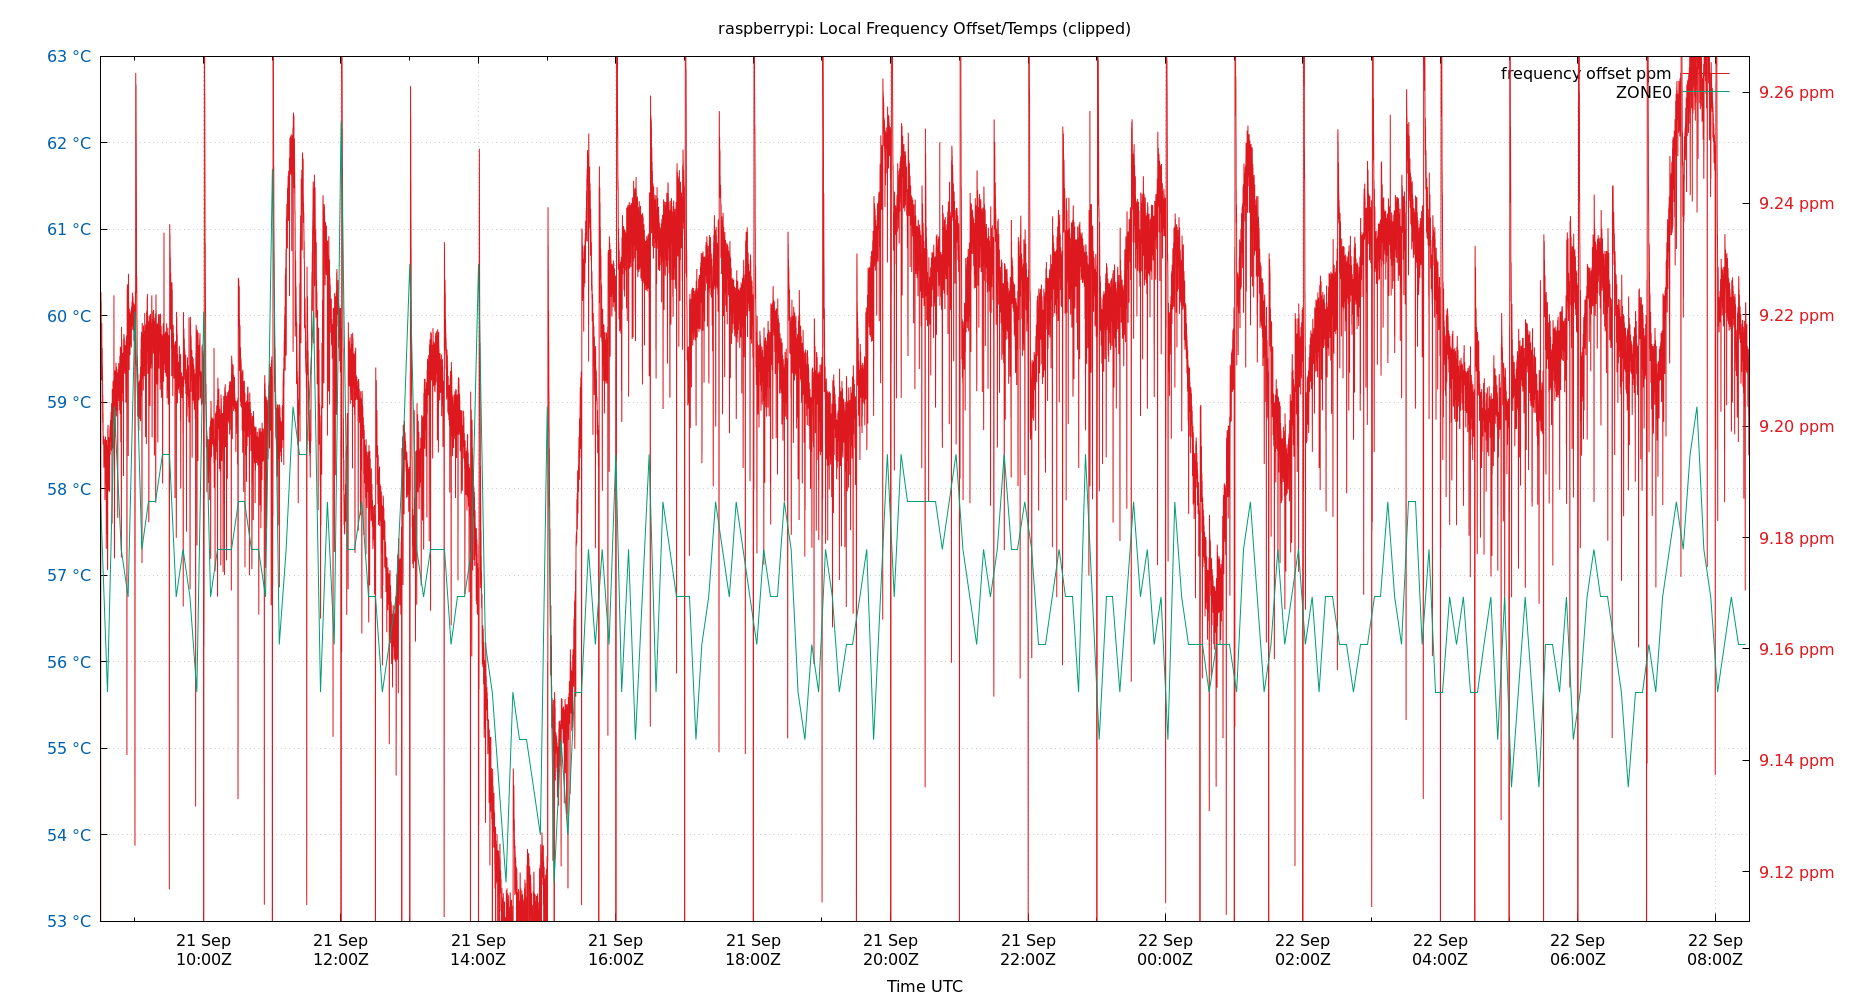 raspberrypi: Local Frequency Offset/Temps (clipped)
63 °C
62 °C
61 °C
60 °C
59 °C
58 °C
57 °C
56 °C
55 °C
54 °C
53 °C
frequency offset ppm
ZONE0
9.26 ppm
9.24 ppm
9.22 ppm
9.20 ppm
9.18 ppm
9.16 ppm
9.14 ppm
9.12 ppm
21 Sep 21 Sep 21 Sep 21 Sep 21 Sep 21 Sep 21 Sep 22 Sep 22 Sep 22 Sep 22 Sep 22 Sep
10:00Z 12:00Z 14:00Z 16:00Z 18:00Z 20:00Z 22:00Z 00:00Z 02:00Z 04:00Z 06:00Z 08:00Z
Time UTC